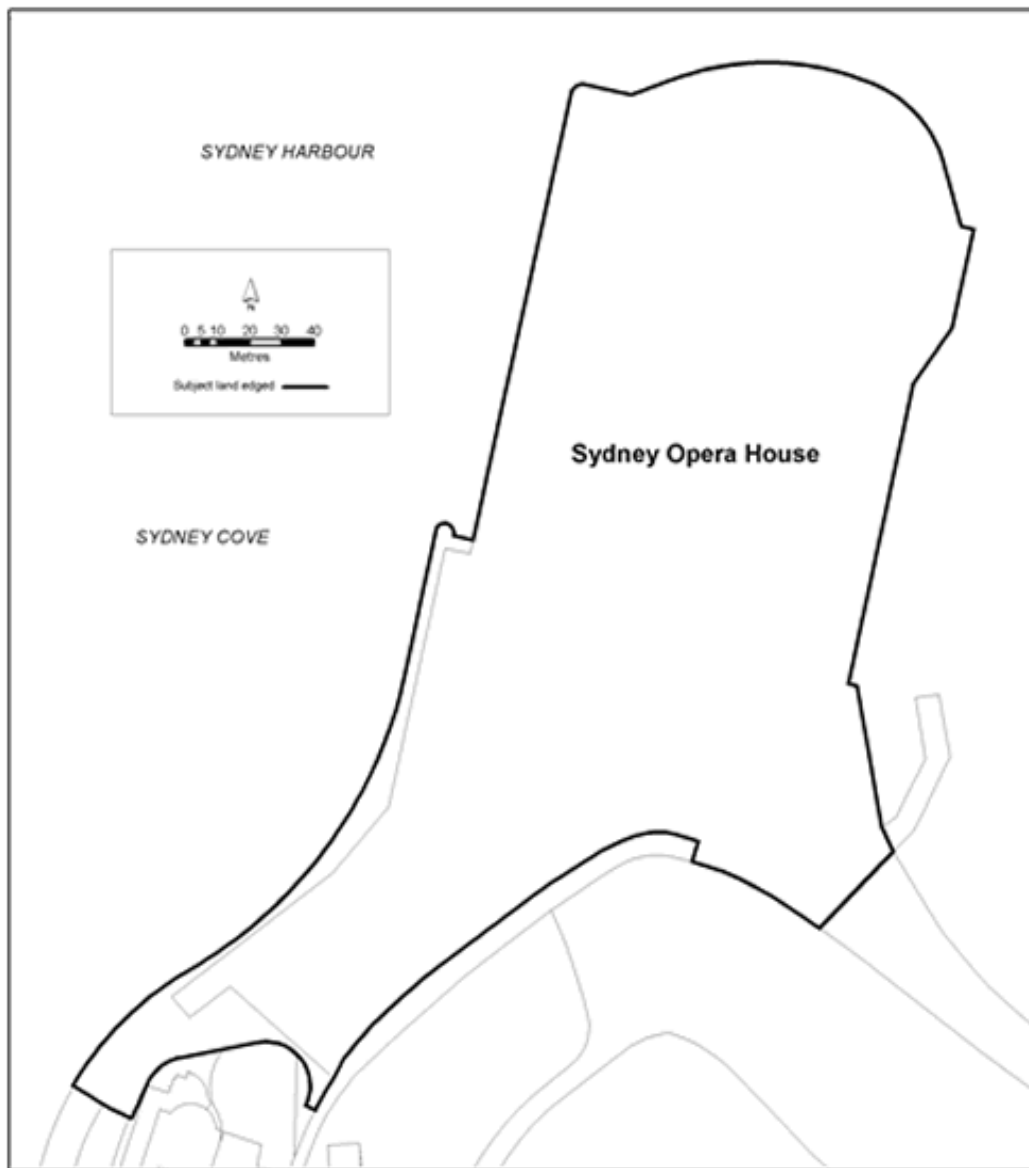 SYDNEY HARBOUR
N
0 5 10 20 30 40
Metres
Subject land edged
Sydney Opera House
SYDNEY COVE